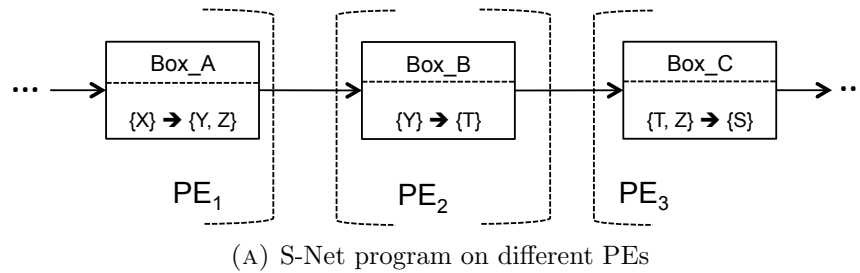 Box_A Box_B Box_C
... ..
{X} ➔ {Y, Z} {Y} ➔ {T} {T, Z} ➔ {S}
PE₁ PE₂ PE₃
(A) S-Net program on different PEs